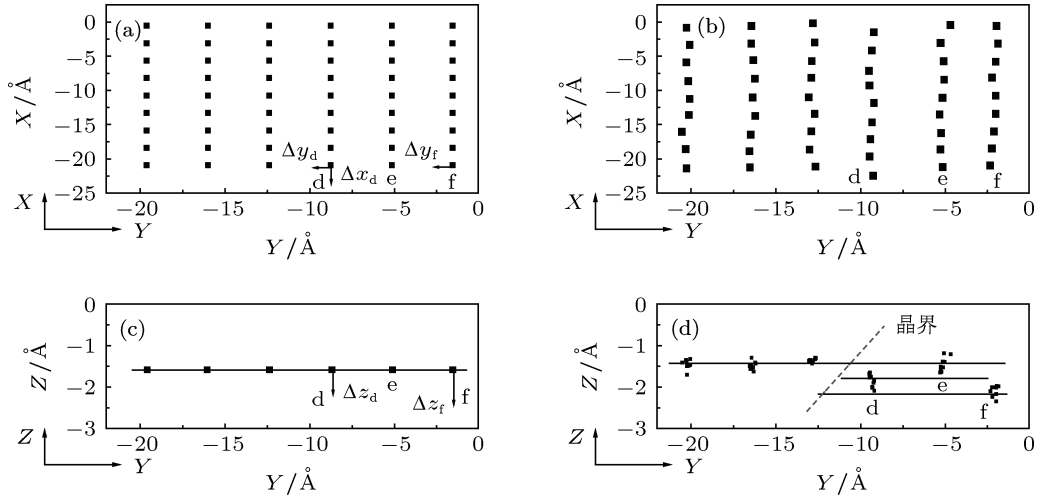 (a)
X/Å
0
−5
−10
−15
−20
−25
Δy_d
Δx_d
Δy_f
d
e
f
−20
−15
−10
−5
0
Y/Å
X
Y
(b)
X/Å
0
−5
−10
−15
−20
−25
d
e
f
−20
−15
−10
−5
0
Y/Å
X
Y
(c)
Z/Å
0
−1
−2
−3
d
Δz_d
e
Δz_f
f
−20
−15
−10
−5
0
Y/Å
Z
Y
(d)
晶界
Z/Å
0
−1
−2
−3
d
e
f
−20
−15
−10
−5
0
Y/Å
Z
Y